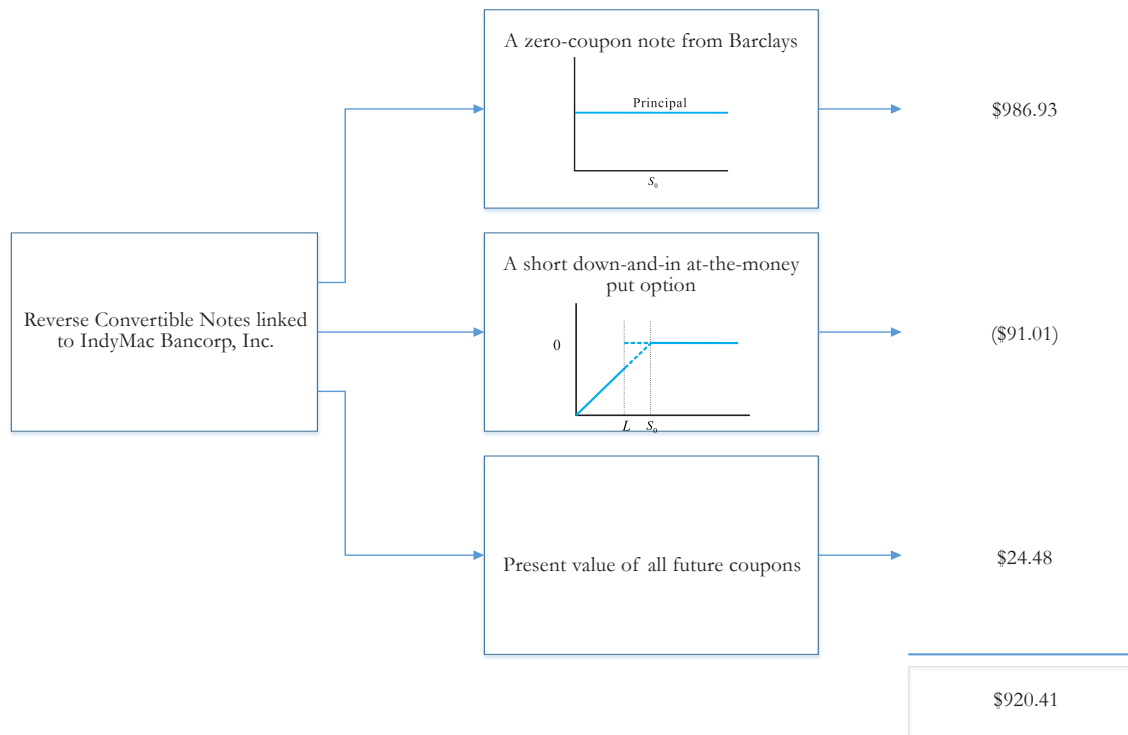 A zero-coupon note from Barclays
Principal
S₀
$986.93
Reverse Convertible Notes linked
to IndyMac Bancorp, Inc.
A short down-and-in at-the-money
put option
0
L S₀
($91.01)
Present value of all future coupons
$24.48
$920.41